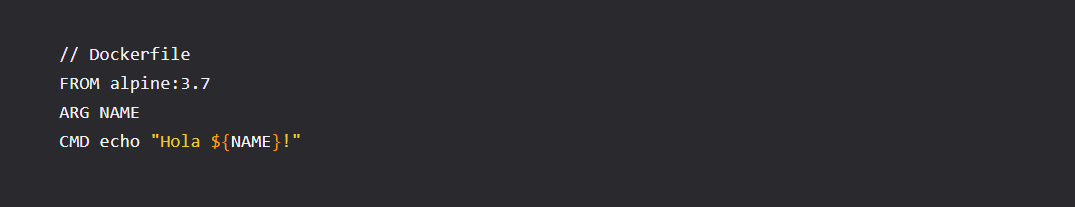 // Dockerfile
FROM alpine:3.7
ARG NAME
CMD echo "Hola ${NAME}!"